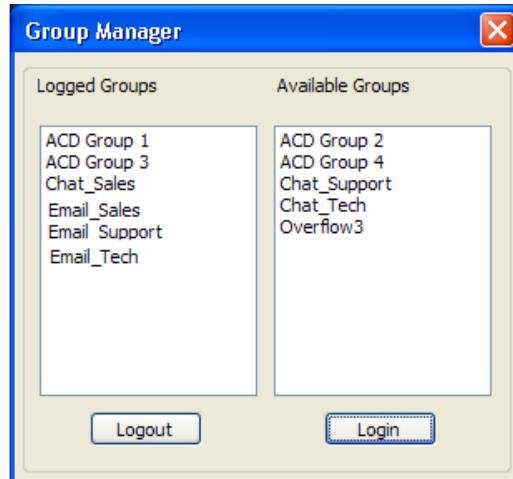 Group Manager
Logged Groups
ACD Group 1
ACD Group 3
Chat_Sales
Email_Sales
Email_Support
Email_Tech
Logout
Available Groups
ACD Group 2
ACD Group 4
Chat_Support
Chat_Tech
Overflow3
Login